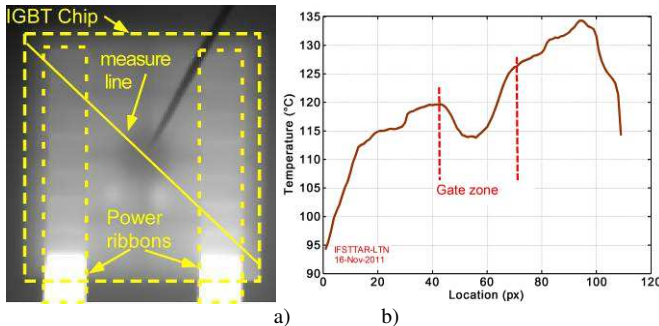 IGBT Chip
measure
line
Power
ribbons
a)
135
130
125
120
115
110
105
100
95
90
0
20
40
60
80
100
120
Temperature (°C)
Location (px)
Gate zone
IFSTTAR-LTN
16-Nov-2011
b)